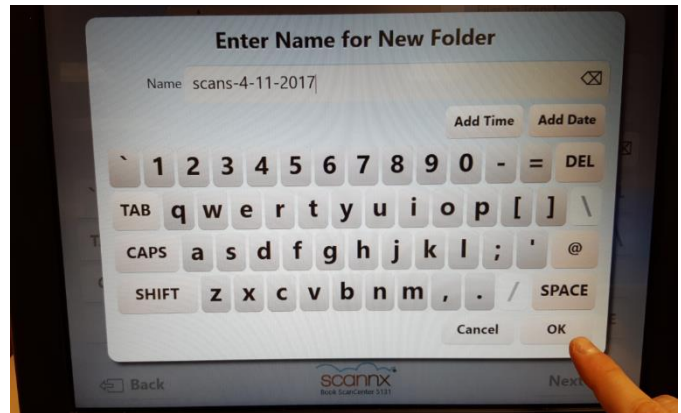 Enter Name for New Folder
Name scans-4-11-2017
Add Time Add Date
` 1 2 3 4 5 6 7 8 9 0 - = DEL
TAB q w e r t y u i o p [ ] \
CAPS a s d f g h j k l ; ' @
SHIFT z x c v b n m , . / SPACE
Cancel OK
Back scannx Next
Book ScanCenter 5131